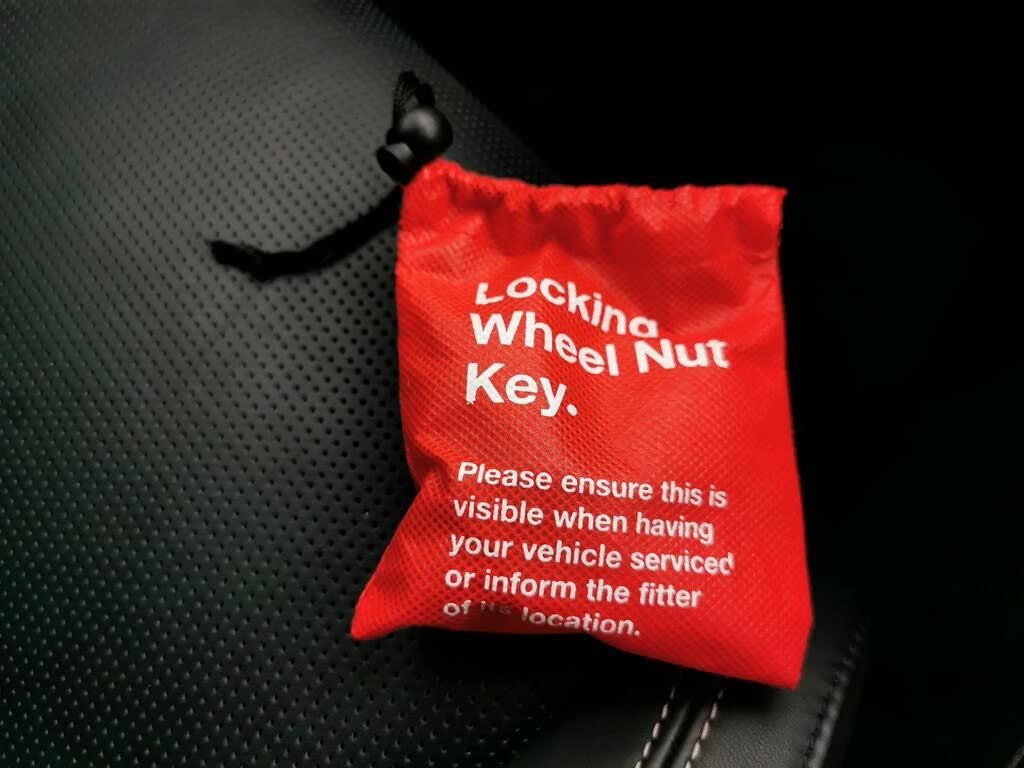 Locking
Wheel Nut
Key.
Please ensure this is
visible when having
your vehicle serviced
or inform the fitter
of its location.